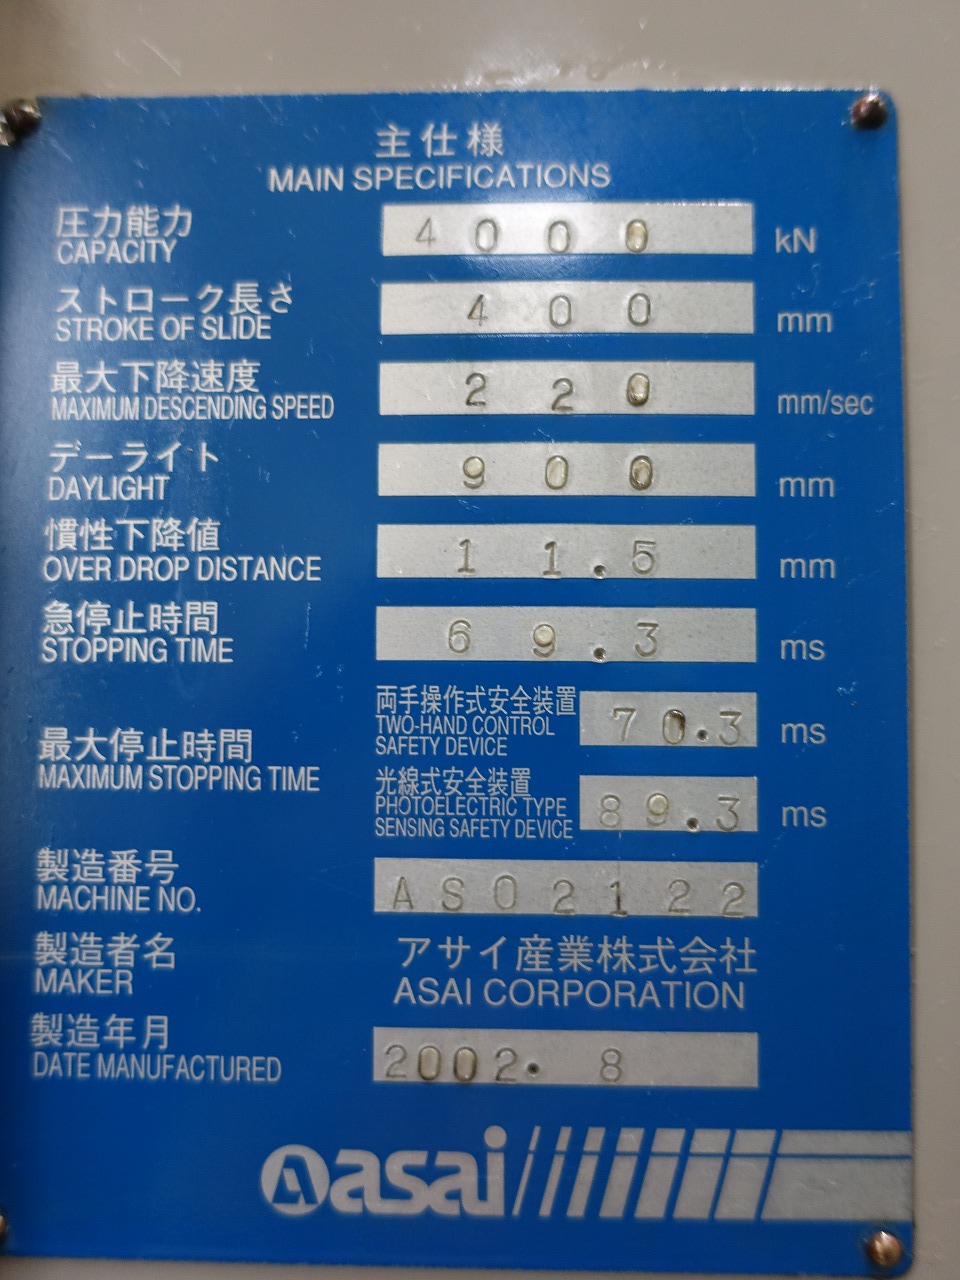 主仕様
MAIN SPECIFICATIONS
圧力能力
CAPACITY
4000 kN
ストローク長さ
STROKE OF SLIDE
400 mm
最大下降速度
MAXIMUM DESCENDING SPEED
220 mm/sec
デーライト
DAYLIGHT
900 mm
慣性下降値
OVER DROP DISTANCE
11.5 mm
急停止時間
STOPPING TIME
69.3 ms
最大停止時間
MAXIMUM STOPPING TIME
両手操作式安全装置
TWO-HAND CONTROL
SAFETY DEVICE
70.3 ms
光線式安全装置
PHOTOELECTRIC TYPE
SENSING SAFETY DEVICE
89.3 ms
製造番号
MACHINE NO.
AS02122
製造者名
MAKER
アサイ産業株式会社
ASAI CORPORATION
製造年月
DATE MANUFACTURED
2002. 8
asai